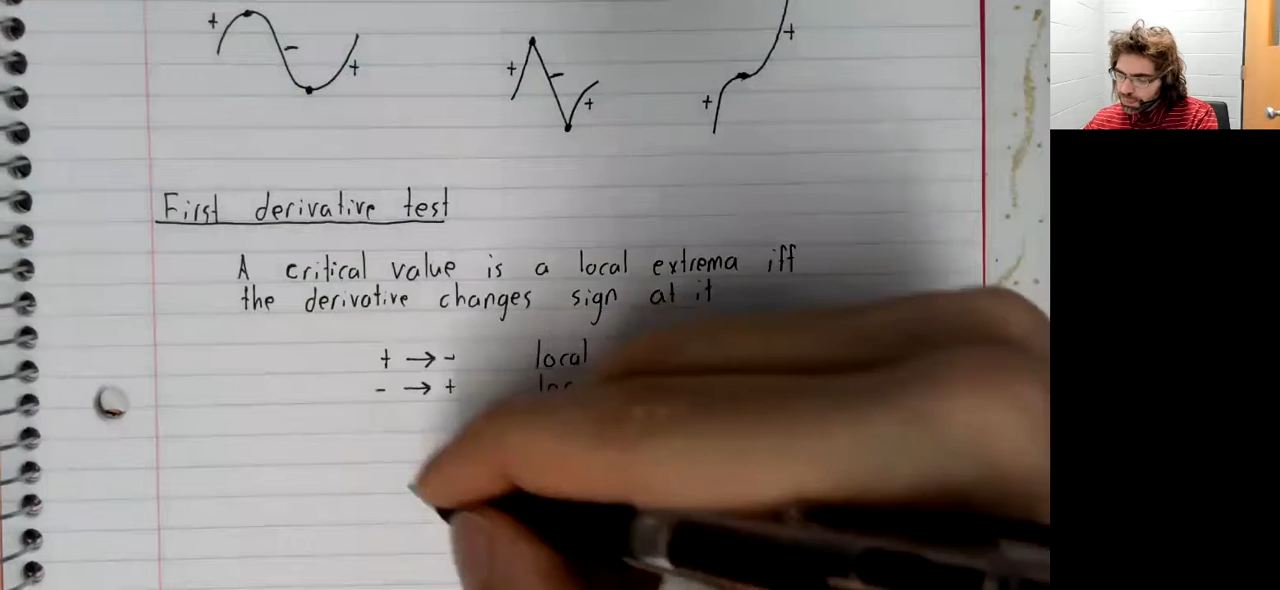 + - +
+ - +
+ +
First derivative test
A critical value is a local extrema iff
the derivative changes sign at it
+ → - local
- → +